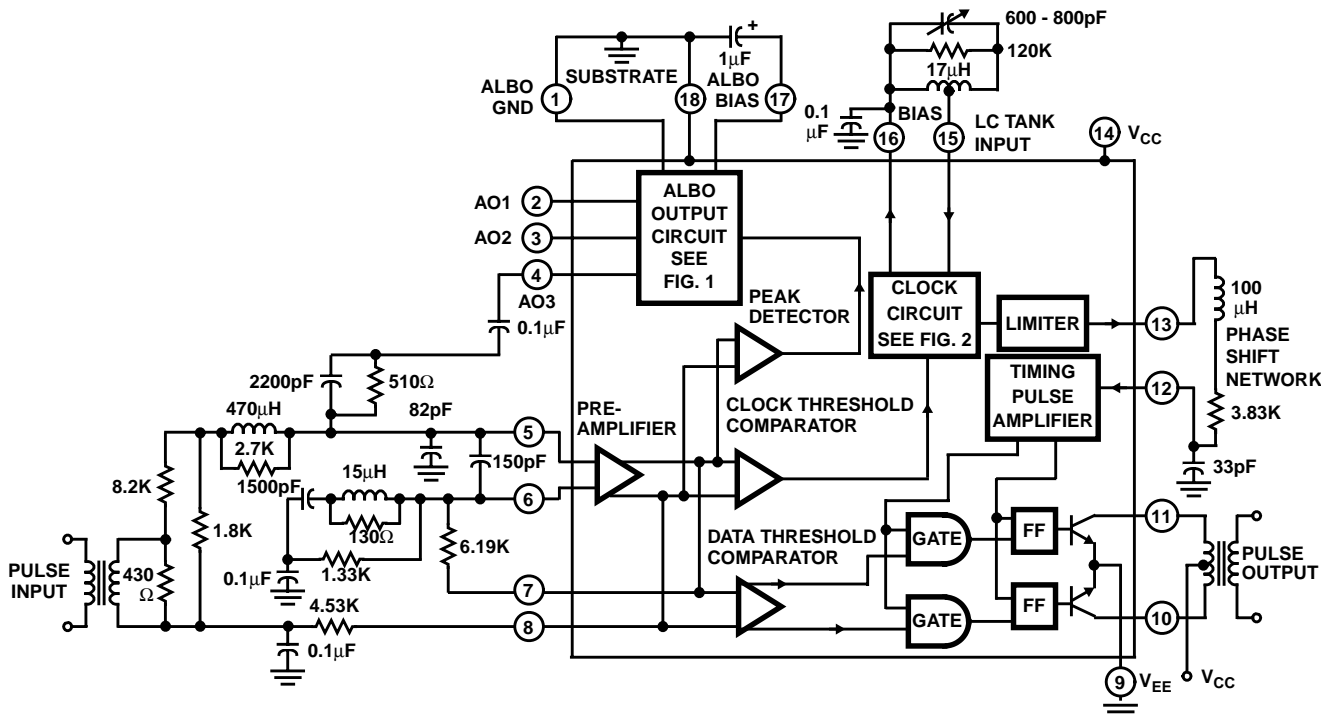 600 - 800pF
120K
17μH
+
1μF
SUBSTRATE
ALBO
GND
1
18
ALBO
BIAS
17
0.1
μF
BIAS
16
15
LC TANK
INPUT
14
VCC
AO1
2
AO2
3
4
AO3
0.1μF
ALBO
OUTPUT
CIRCUIT
SEE
FIG. 1
PEAK
DETECTOR
CLOCK
CIRCUIT
SEE FIG. 2
LIMITER
13
100
μH
PHASE
SHIFT
NETWORK
3.83K
33pF
TIMING
PULSE
AMPLIFIER
12
2200pF
510Ω
470μH
82pF
2.7K
1500pF
PRE-
AMPLIFIER
CLOCK THRESHOLD
COMPARATOR
5
150pF
6
8.2K
15μH
130Ω
1.8K
6.19K
0.1μF
1.33K
PULSE
INPUT
430
Ω
DATA THRESHOLD
COMPARATOR
GATE
FF
11
PULSE
OUTPUT
7
4.53K
8
GATE
FF
10
0.1μF
9
VEE
VCC